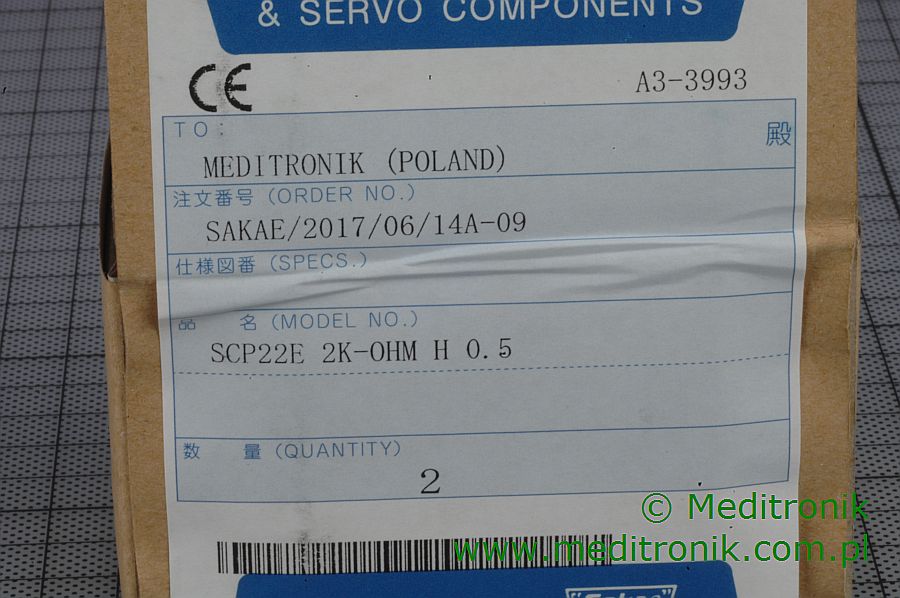 & SERVO COMPONENTS
CE
A3-3993
TO :
殿
MEDITRONIK (POLAND)
注文番号 (ORDER NO.)
SAKAE/2017/06/14A-09
仕様図番 (SPECS.)
品 名 (MODEL NO.)
SCP22E 2K-OHM H 0.5
数 量 (QUANTITY)
2
© Meditronik
www.meditronik.com.pl
"Sakae"